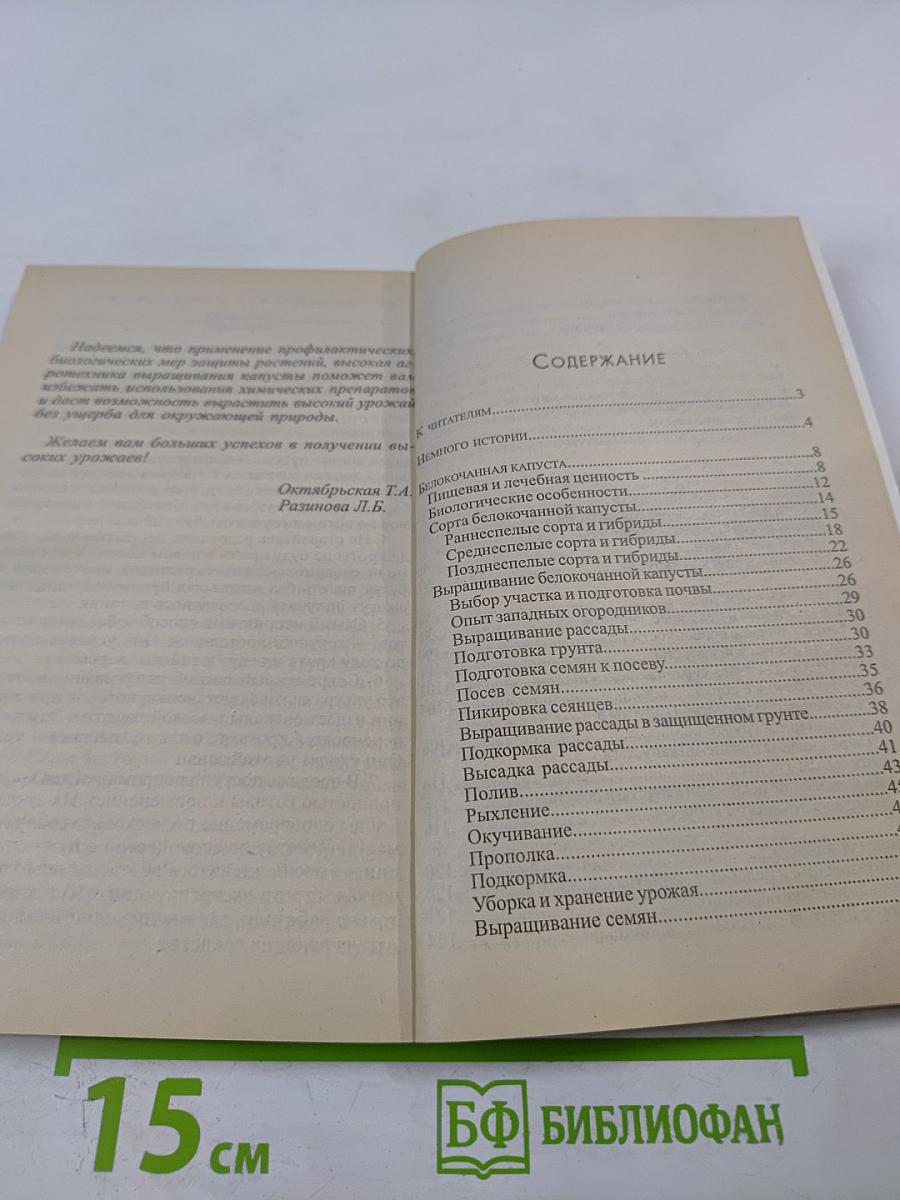 Надеемся, что применение профилактических,
биологических мер защиты растений, высокая аг-
ротехника выращивания капусты поможет вам
избежать использования химических препаратов
и даст возможность вырастить высокий урожай
без ущерба для окружающей природы.
Желаем вам больших успехов в получении вы-
соких урожаев!
Октябрьская Т.А.
Разинова Л.Б.
СОДЕРЖАНИЕ
К ЧИТАТЕЛЯМ 3
НЕМНОГО ИСТОРИИ 4
БЕЛОКОЧАННАЯ КАПУСТА 8
Пищевая и лечебная ценность 8
Биологические особенности 12
Сорта белокочанной капусты 14
Раннеспелые сорта и гибриды 15
Среднеспелые сорта и гибриды 18
Позднеспелые сорта и гибриды 22
Выращивание белокочанной капусты 26
Выбор участка и подготовка почвы 26
Опыт западных огородников 29
Выращивание рассады 30
Подготовка грунта 30
Подготовка семян к посеву 33
Посев семян 35
Пикировка сеянцев 36
Выращивание рассады в защищенном грунте 38
Подкормка рассады 40
Высадка рассады 41
Полив 43
Рыхление
Окучивание
Прополка
Подкормка
Уборка и хранение урожая
Выращивание семян
15 см
БФ БИБЛИОФАН